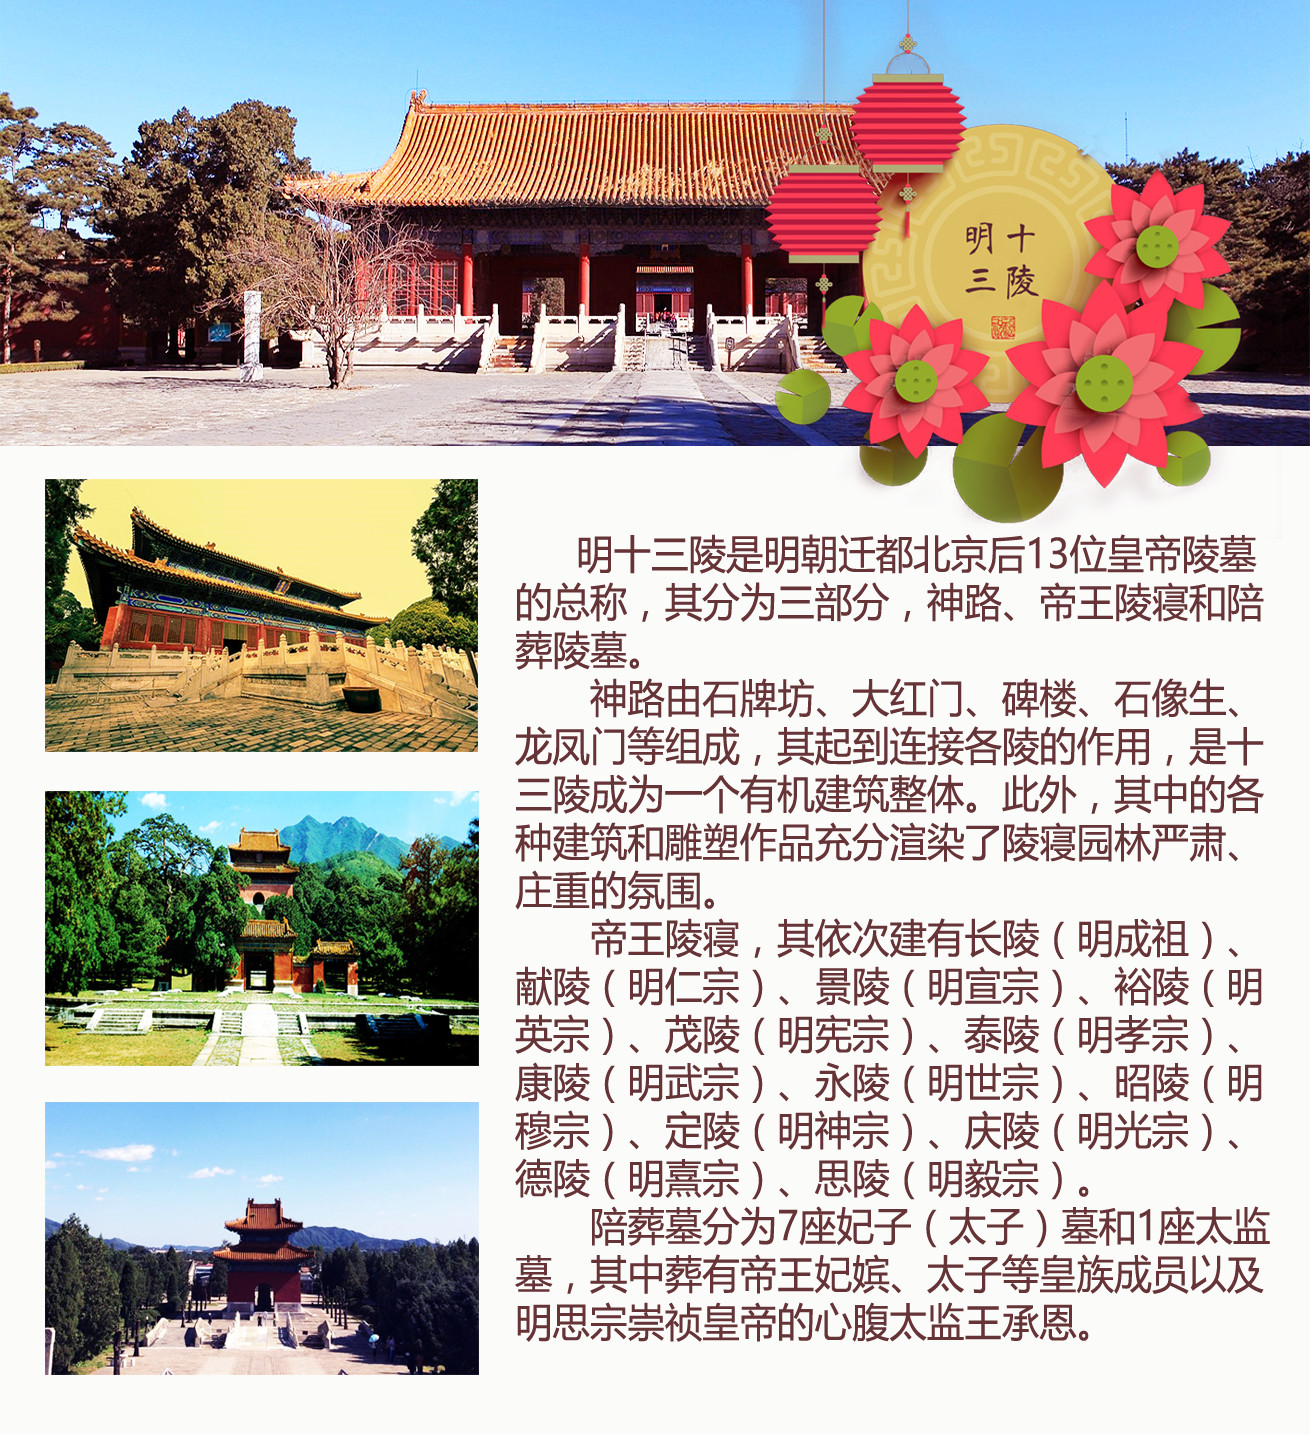 明十
三陵
明十三陵是明朝迁都北京后13位皇帝陵墓
的总称，其分为三部分，神路、帝王陵寝和陪
葬陵墓。
神路由石牌坊、大红门、碑楼、石像生、
龙凤门等组成，其起到连接各陵的作用，是十
三陵成为一个有机建筑整体。此外，其中的各
种建筑和雕塑作品充分渲染了陵寝园林严肃、
庄重的氛围。
帝王陵寝，其依次建有长陵（明成祖）、
献陵（明仁宗）、景陵（明宣宗）、裕陵（明
英宗）、茂陵（明宪宗）、泰陵（明孝宗）、
康陵（明武宗）、永陵（明世宗）、昭陵（明
穆宗）、定陵（明神宗）、庆陵（明光宗）、
德陵（明熹宗）、思陵（明毅宗）。
陪葬墓分为7座妃子（太子）墓和1座太监
墓，其中葬有帝王妃嫔、太子等皇族成员以及
明思宗崇祯皇帝的心腹太监王承恩。